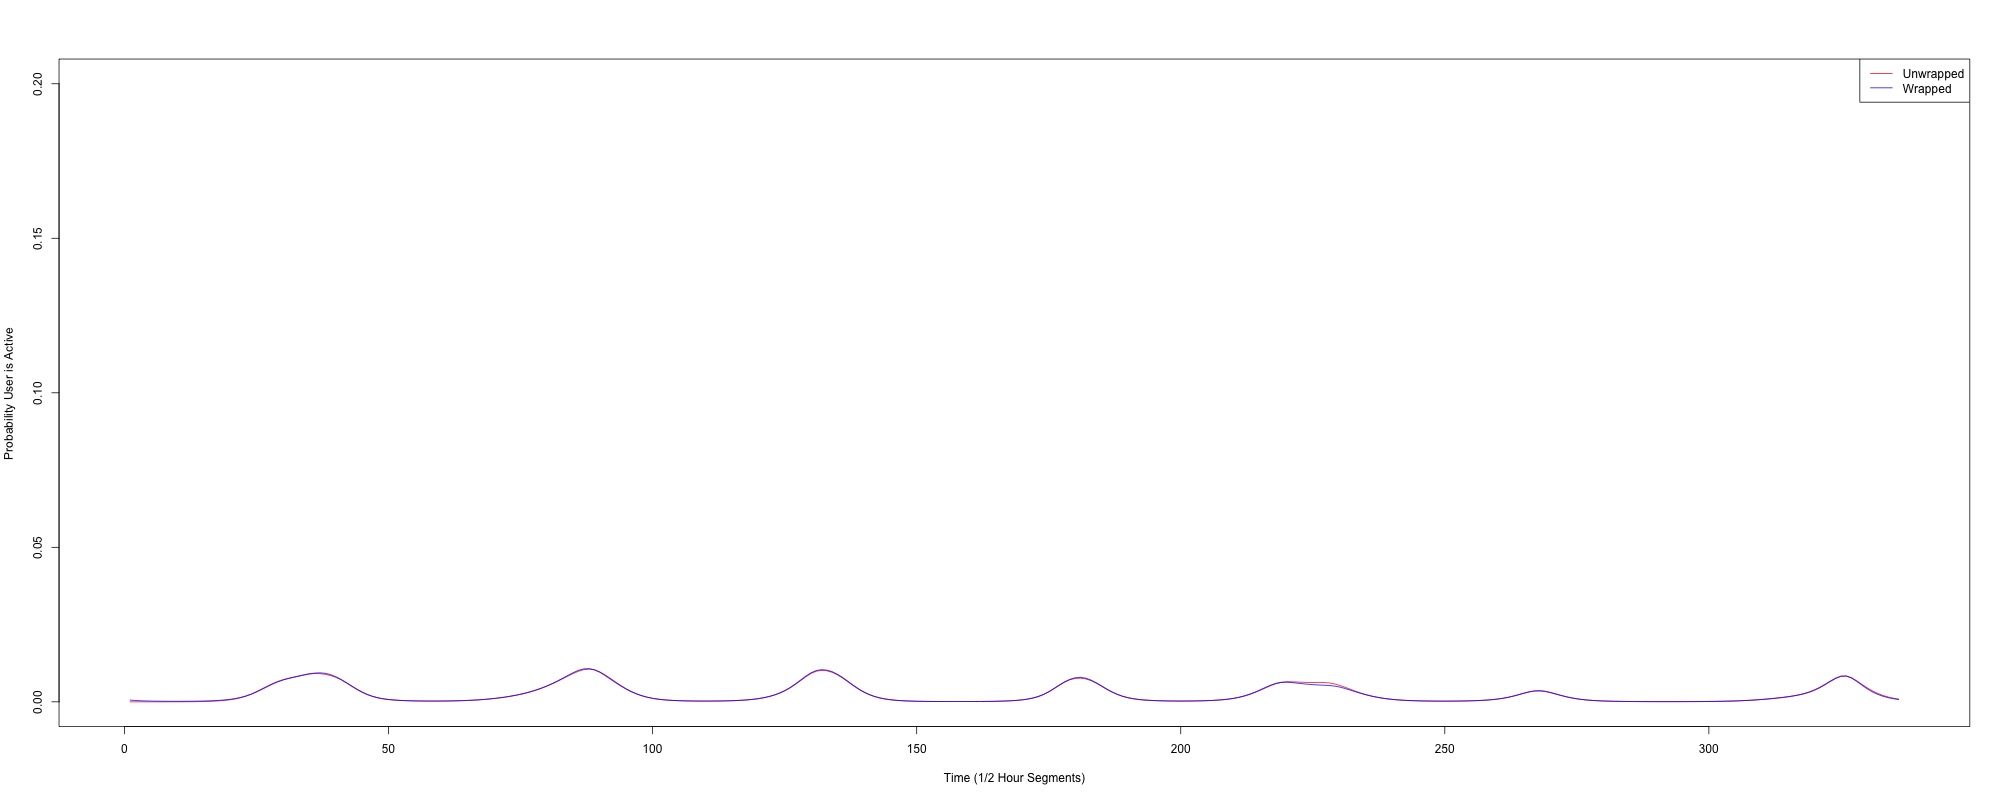 Unwrapped
Wrapped
0.20
0.15
0.10
0.05
0.00
Probability User is Active
0 50 100 150 200 250 300
Time (1/2 Hour Segments)